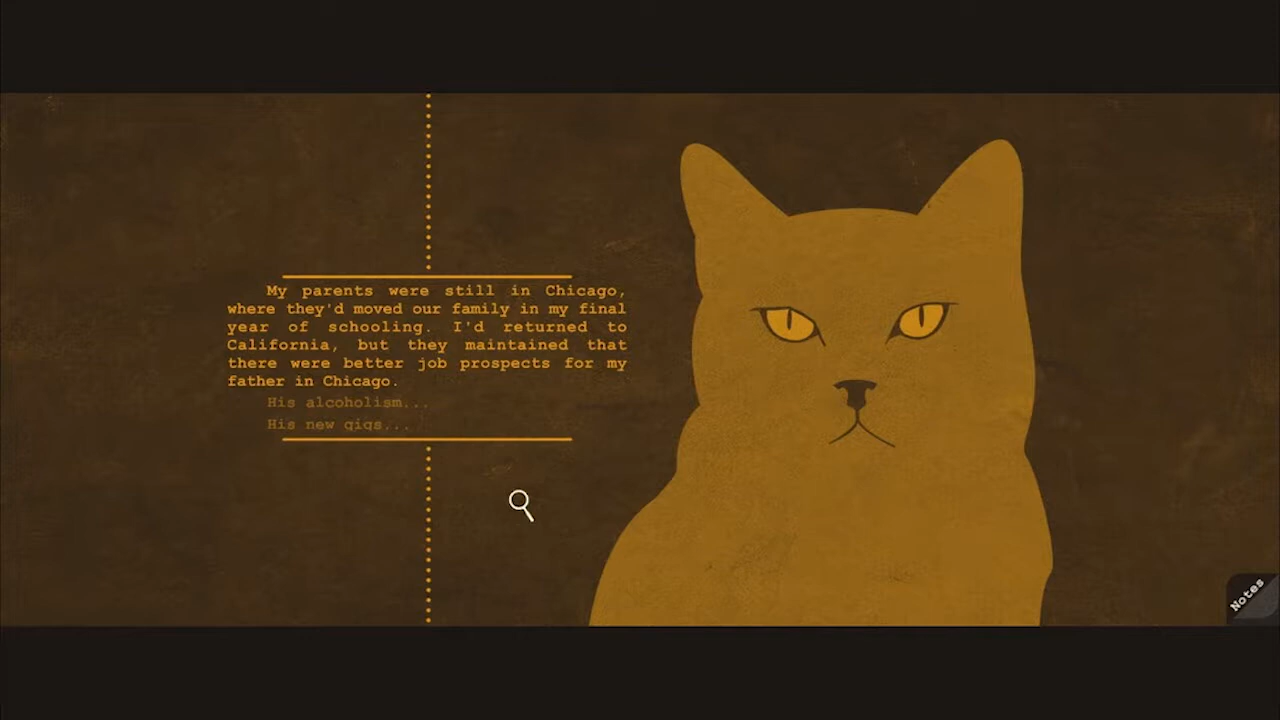 My parents were still in Chicago,
where they'd moved our family in my final
year of schooling. I'd returned to
California, but they maintained that
there were better job prospects for my
father in Chicago.
His alcoholism...
His new gigs...
Notes